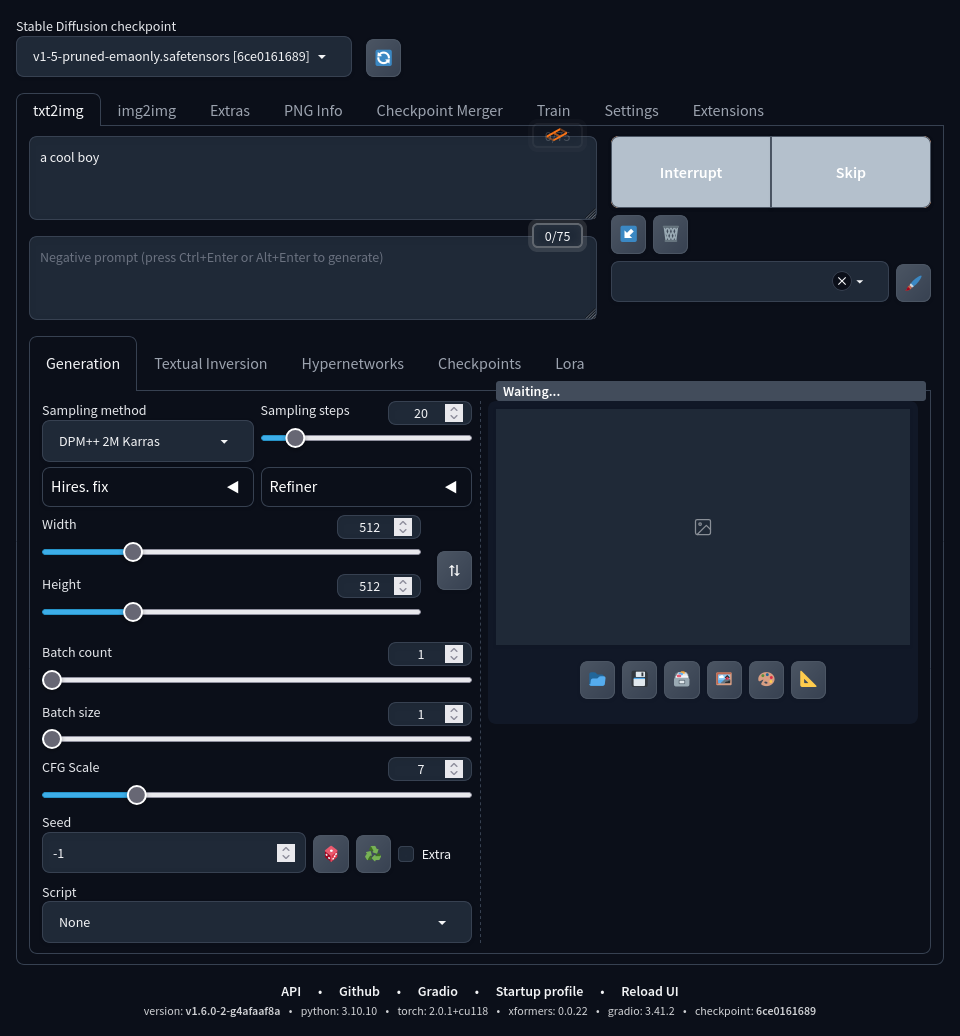 Stable Diffusion checkpoint
v1-5-pruned-emaonly.safetensors [6ce0161689]
txt2img img2img Extras PNG Info Checkpoint Merger Train Settings Extensions
a cool boy
Interrupt Skip
0/75
Negative prompt (press Ctrl+Enter or Alt+Enter to generate)
Generation Textual Inversion Hypernetworks Checkpoints Lora
Waiting...
Sampling method
DPM++ 2M Karras
Sampling steps
20
Hires. fix
Refiner
Width
512
Height
512
Batch count
1
Batch size
1
CFG Scale
7
Seed
-1
Extra
Script
None
API • Github • Gradio • Startup profile • Reload UI
version: v1.6.0-2-g4afaaf8a • python: 3.10.10 • torch: 2.0.1+cu118 • xformers: 0.0.22 • gradio: 3.41.2 • checkpoint: 6ce0161689